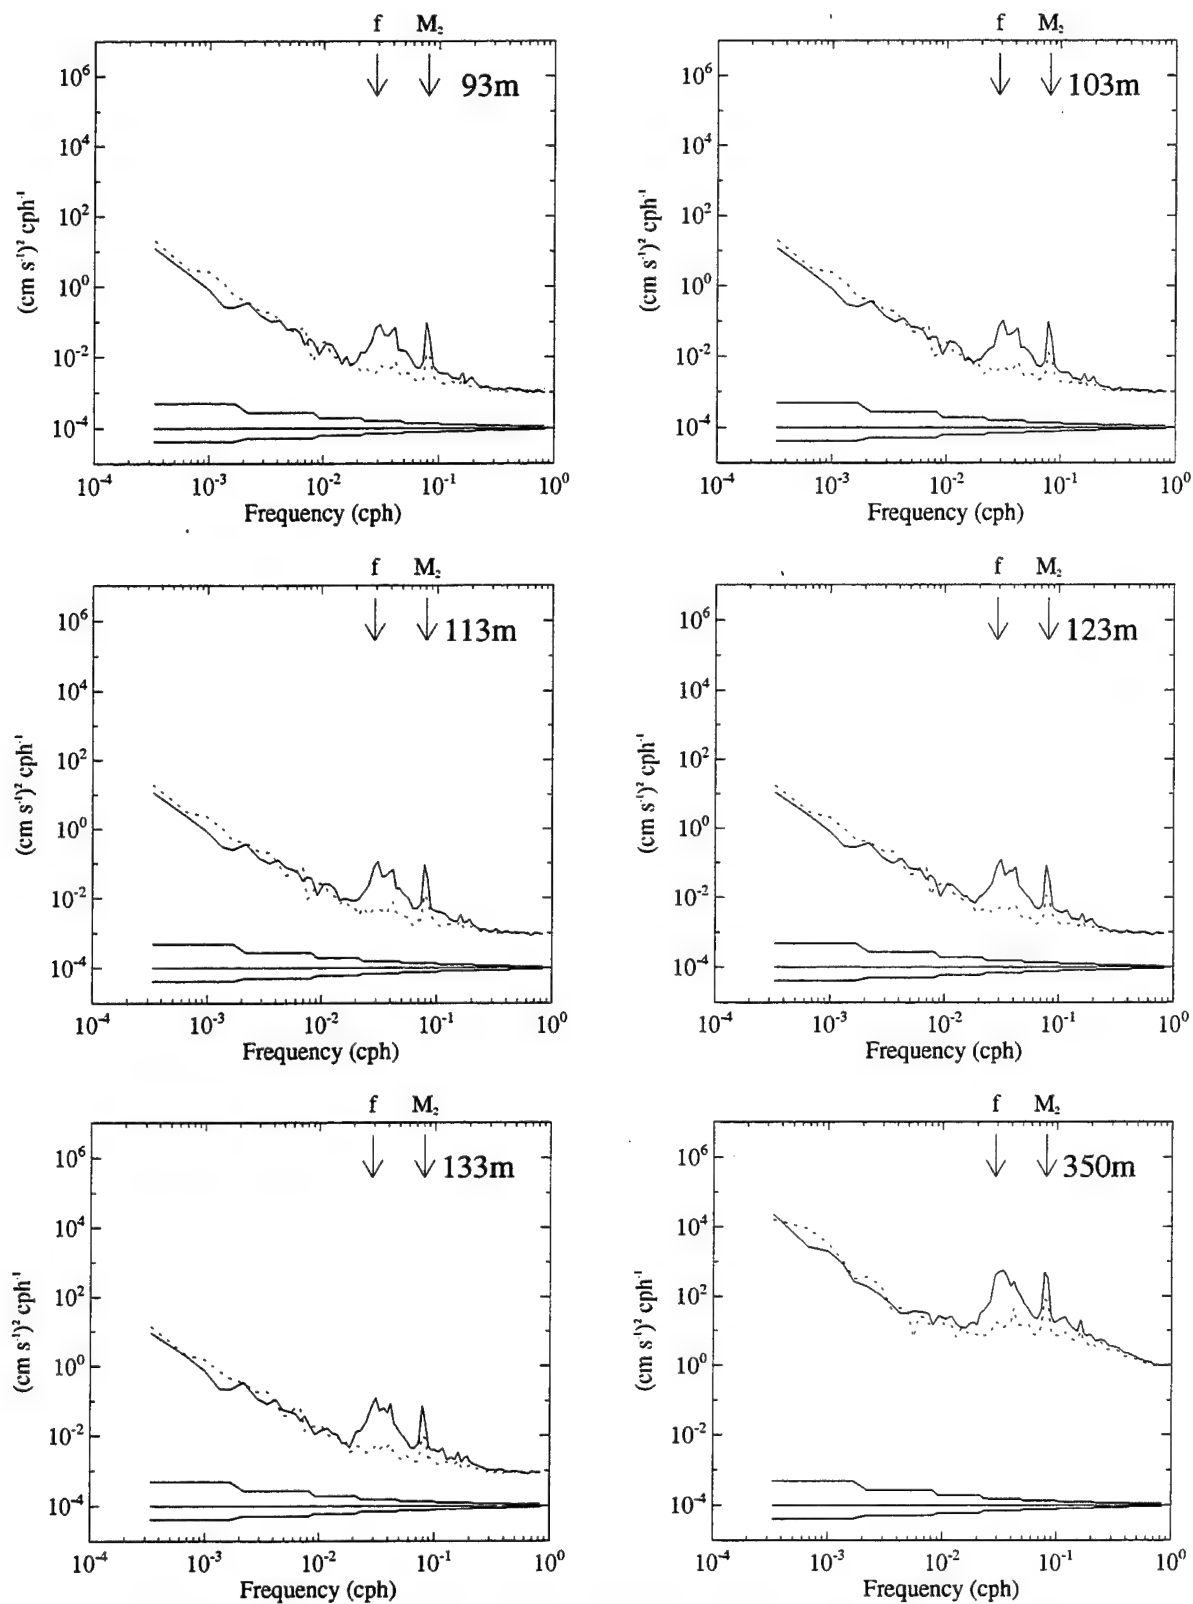 f M₂
93m
10⁶
10⁴
10²
10⁰
10⁻²
10⁻⁴
(cm s⁻¹)² cph⁻¹
10⁻⁴ 10⁻³ 10⁻² 10⁻¹ 10⁰
Frequency (cph)
f M₂
103m
10⁶
10⁴
10²
10⁰
10⁻²
10⁻⁴
(cm s⁻¹)² cph⁻¹
10⁻⁴ 10⁻³ 10⁻² 10⁻¹ 10⁰
Frequency (cph)
f M₂
113m
10⁶
10⁴
10²
10⁰
10⁻²
10⁻⁴
(cm s⁻¹)² cph⁻¹
10⁻⁴ 10⁻³ 10⁻² 10⁻¹ 10⁰
Frequency (cph)
f M₂
123m
10⁶
10⁴
10²
10⁰
10⁻²
10⁻⁴
(cm s⁻¹)² cph⁻¹
10⁻⁴ 10⁻³ 10⁻² 10⁻¹ 10⁰
Frequency (cph)
f M₂
133m
10⁶
10⁴
10²
10⁰
10⁻²
10⁻⁴
(cm s⁻¹)² cph⁻¹
10⁻⁴ 10⁻³ 10⁻² 10⁻¹ 10⁰
Frequency (cph)
f M₂
350m
10⁶
10⁴
10²
10⁰
10⁻²
10⁻⁴
(cm s⁻¹)² cph⁻¹
10⁻⁴ 10⁻³ 10⁻² 10⁻¹ 10⁰
Frequency (cph)